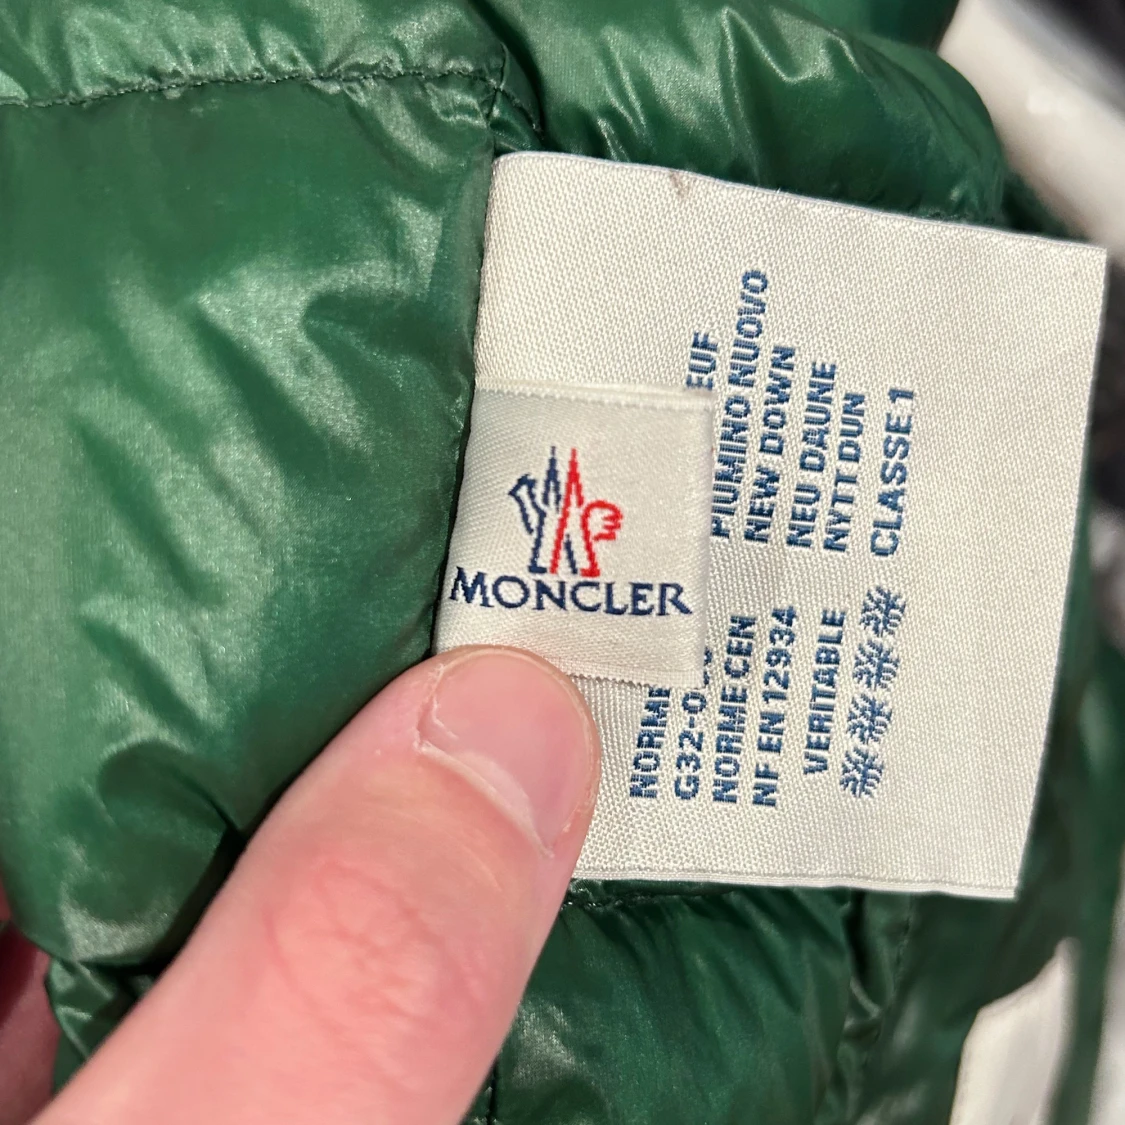 MONCLER
EUF
PIUMINO NUOVO
NEW DOWN
NEU DAUNE
NYTT DUN
CLASSE 1
NORME
G32-0
NORME CEN
NF EN 12934
VERITABLE